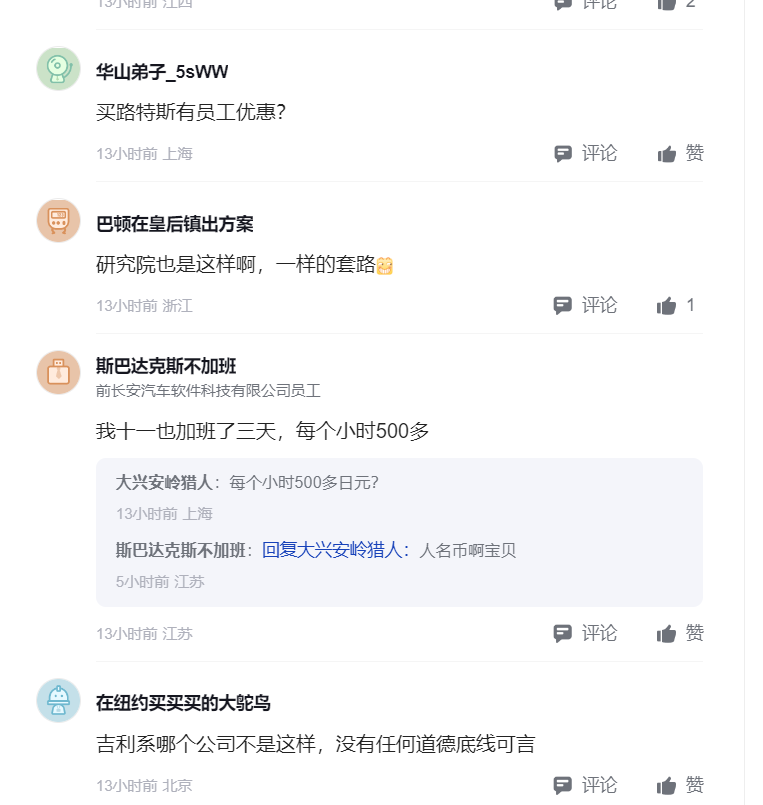 13小时前 江西 评论 2
华山弟子_5sWW
买路特斯有员工优惠？
13小时前 上海 评论 赞
巴顿在皇后镇出方案
研究院也是这样啊，一样的套路
13小时前 浙江 评论 1
斯巴达克斯不加班
前长安汽车软件科技有限公司员工
我十一也加班了三天，每个小时500多
大兴安岭猎人：每个小时500多日元？
13小时前 上海
斯巴达克斯不加班：回复大兴安岭猎人：人名币啊宝贝
5小时前 江苏
13小时前 江苏 评论 赞
在纽约买买买的大鸵鸟
吉利系哪个公司不是这样，没有任何道德底线可言
13小时前 北京 评论 赞